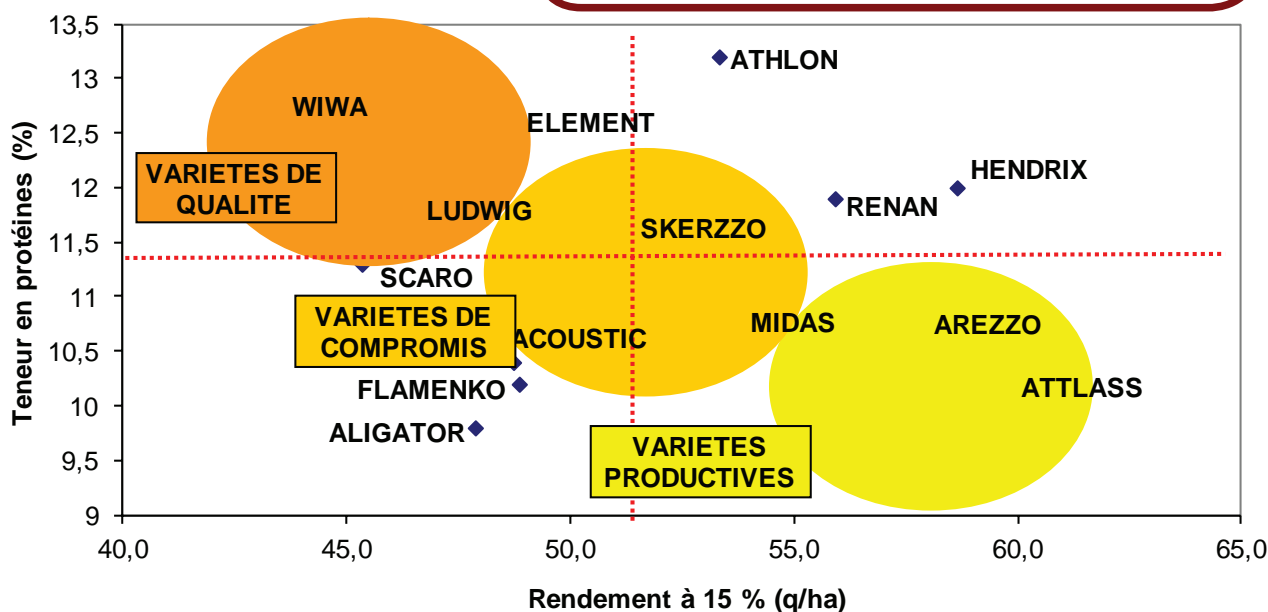 13,5
13
12,5
12
11,5
11
10,5
10
9,5
9
Teneur en protéines (%)
ATHLON
WIWA
ELEMENT
HENDRIX
VARIETES DE
QUALITE
RENAN
LUDWIG
SKERZZO
SCARO
VARIETES DE
COMPROMIS
ACOUSTIC
MIDAS
AREZZO
FLAMENKO
ATTLASS
ALIGATOR
VARIETES
PRODUCTIVES
40,0 45,0 50,0 55,0 60,0 65,0
Rendement à 15 % (q/ha)